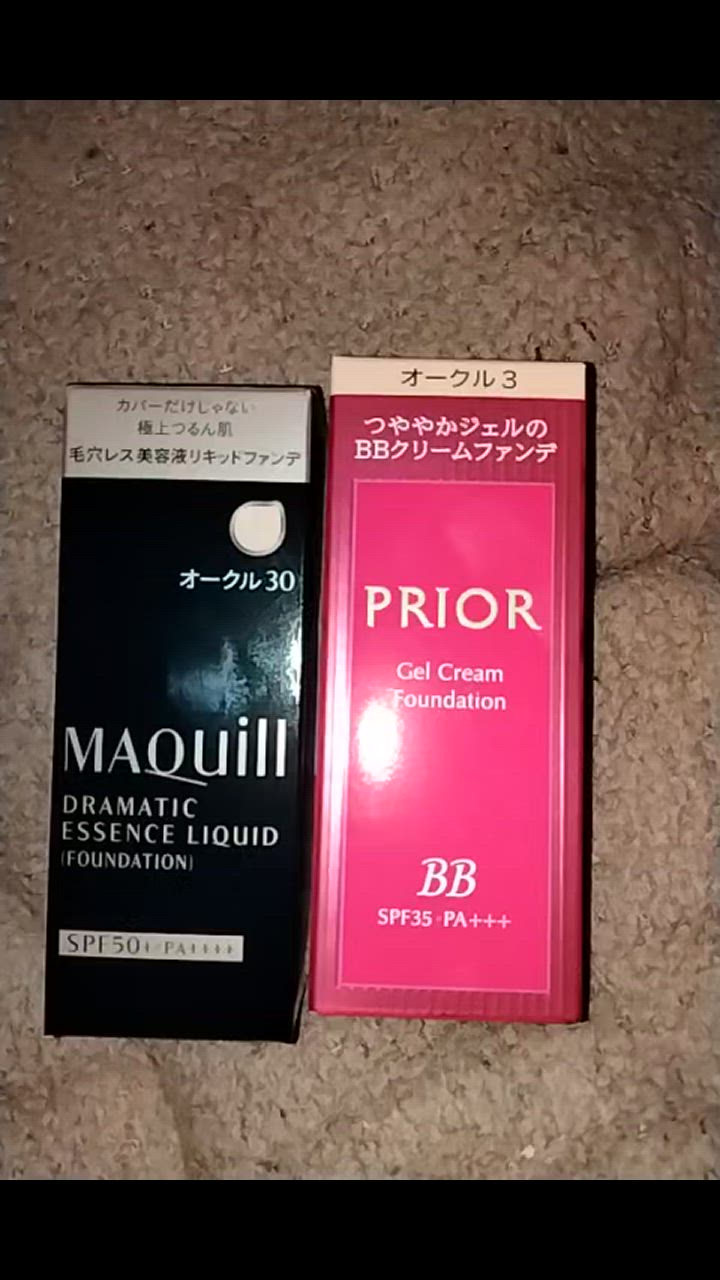 カバーだけじゃない
極上つるん肌
毛穴レス美容液リキッドファンデ
オークル30
MAQuill
DRAMATIC
ESSENCE LIQUID
(FOUNDATION)
SPF50+・PA++++
オークル3
つややかジェルの
BBクリームファンデ
PRIOR
Gel Cream
Foundation
BB
SPF35・PA+++